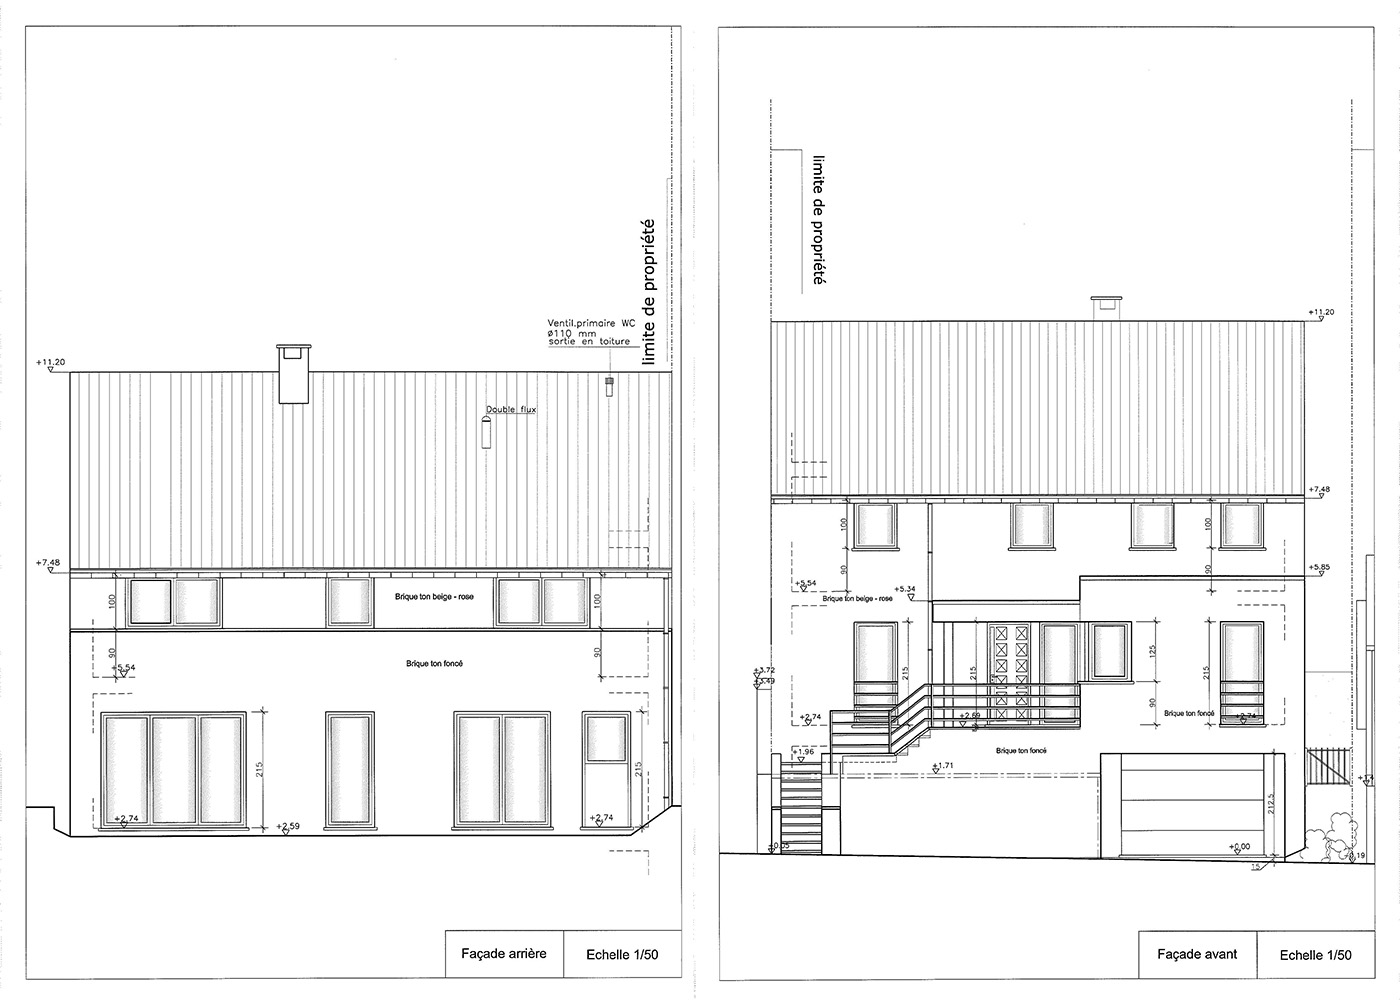 limite de propriété
Ventil.primaire WC
ø110 mm
sortie en toiture
+11.20
Double flux
+7.48
100
Brique ton beige - rose
100
90
Brique ton foncé
90
+5.54
215
215
+2.74
+2.59
+2.74
Façade arrière
Echelle 1/50
limite de propriété
+11.20
+7.48
100
100
90
90
+5.85
+5.54
+5.34
Brique ton beige - rose
215
215
125
215
+3.72
+3.49
90
+2.74
+2.59
Brique ton foncé
+2.74
Brique ton foncé
+1.96
+1.71
212.5
+0.05
+0.00
-0.19
15
Façade avant
Echelle 1/50